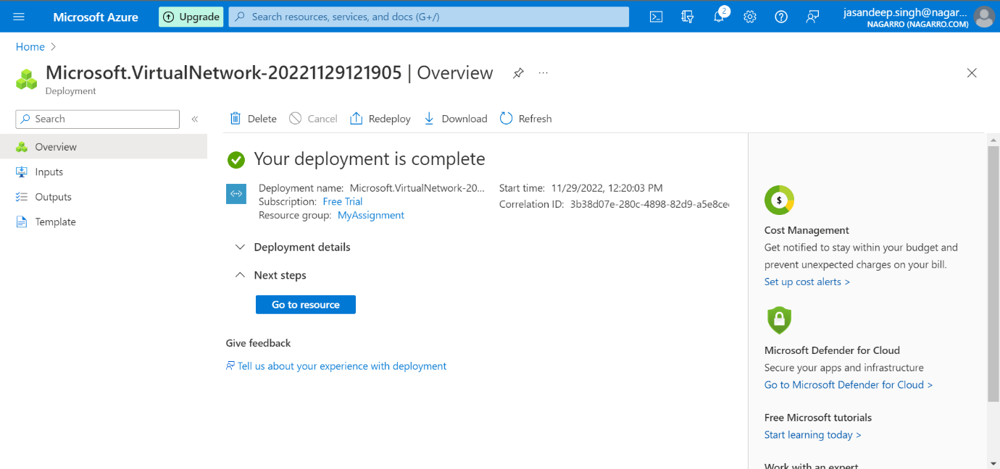 Microsoft Azure
Upgrade
Search resources, services, and docs (G+/)
2
jasandeep.singh@nagar...
NAGARRO (NAGARRO.COM)
Home >
Microsoft.VirtualNetwork-20221129121905 | Overview
...
Deployment
Search
«
Delete
Cancel
Redeploy
Download
Refresh
Overview
Inputs
Outputs
Template
Your deployment is complete
Deployment name: Microsoft.VirtualNetwork-20...
Subscription: Free Trial
Resource group: MyAssignment
Start time: 11/29/2022, 12:20:03 PM
Correlation ID: 3b38d07e-280c-4898-82d9-a5e8ce
Deployment details
Next steps
Go to resource
Give feedback
Tell us about your experience with deployment
$
Cost Management
Get notified to stay within your budget and
prevent unexpected charges on your bill.
Set up cost alerts >
Microsoft Defender for Cloud
Secure your apps and infrastructure
Go to Microsoft Defender for Cloud >
Free Microsoft tutorials
Start learning today >
Work with an expert